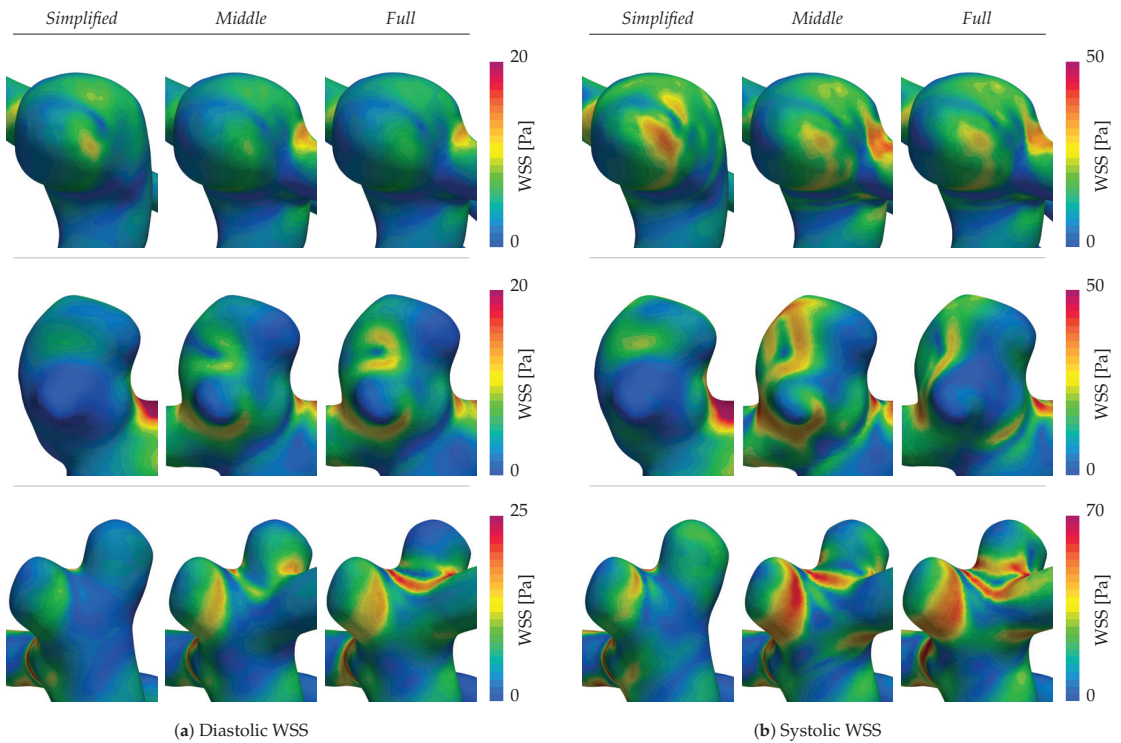 Simplified Middle Full
20
WSS [Pa]
0
20
WSS [Pa]
0
25
WSS [Pa]
0
(a) Diastolic WSS
Simplified Middle Full
50
WSS [Pa]
0
50
WSS [Pa]
0
70
WSS [Pa]
0
(b) Systolic WSS